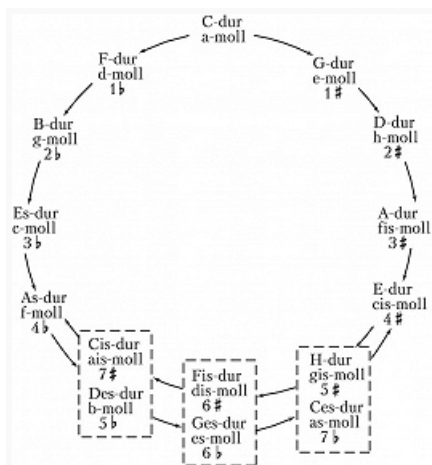 C-dur
a-moll
G-dur
e-moll
1♯
D-dur
h-moll
2♯
A-dur
fis-moll
3♯
E-dur
cis-moll
4♯
H-dur
gis-moll
5♯
Ces-dur
as-moll
7♭
Fis-dur
dis-moll
6♯
Ges-dur
es-moll
6♭
Cis-dur
ais-moll
7♯
Des-dur
b-moll
5♭
As-dur
f-moll
4♭
Es-dur
c-moll
3♭
B-dur
g-moll
2♭
F-dur
d-moll
1♭